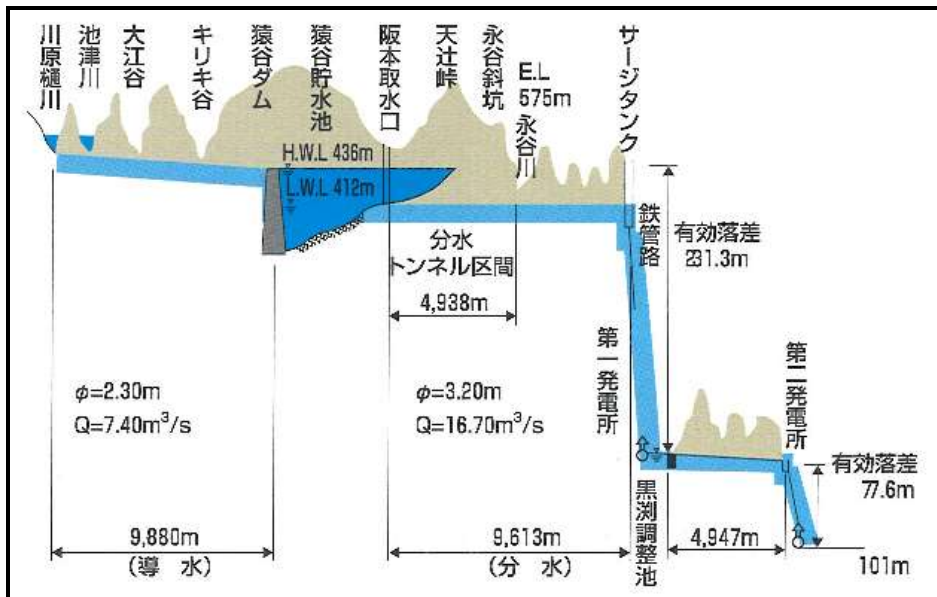 川原樋川
池津川
大江谷
キリキ谷
猿谷ダム
猿谷貯水池
阪本取水口
天辻峠
永谷斜坑
E.L
575m
永谷川
サージタンク
H.W.L 436m
L.W.L 412m
鉄管路
有効落差
231.3m
分水
トンネル区間
4,938m
φ=2.30m
Q=7.40m³/s
φ=3.20m
Q=16.70m³/s
第一発電所
第二発電所
有効落差
77.6m
黒渕調整池
9,880m
(導 水)
9,613m
(分 水)
4,947m
101m